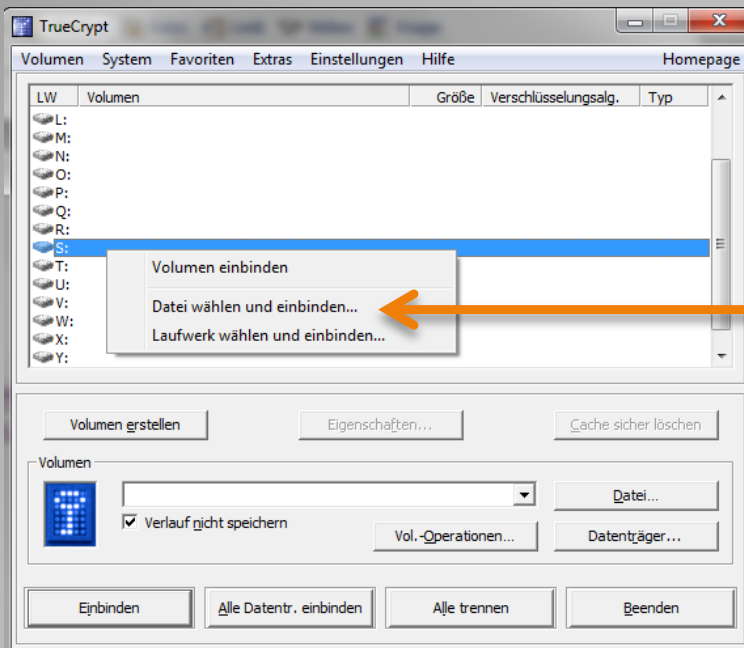 TrueCrypt
Volumen System Favoriten Extras Einstellungen Hilfe Homepage
LW Volumen Größe Verschlüsselungsalg. Typ
L:
M:
N:
O:
P:
Q:
R:
S:
T:
U:
V:
W:
X:
Y:
Volumen einbinden
Datei wählen und einbinden...
Laufwerk wählen und einbinden...
Volumen erstellen Eigenschaften... Cache sicher löschen
Volumen
Datei...
Verlauf nicht speichern
Vol.-Operationen... Datenträger...
Einbinden Alle Datentr. einbinden Alle trennen Beenden